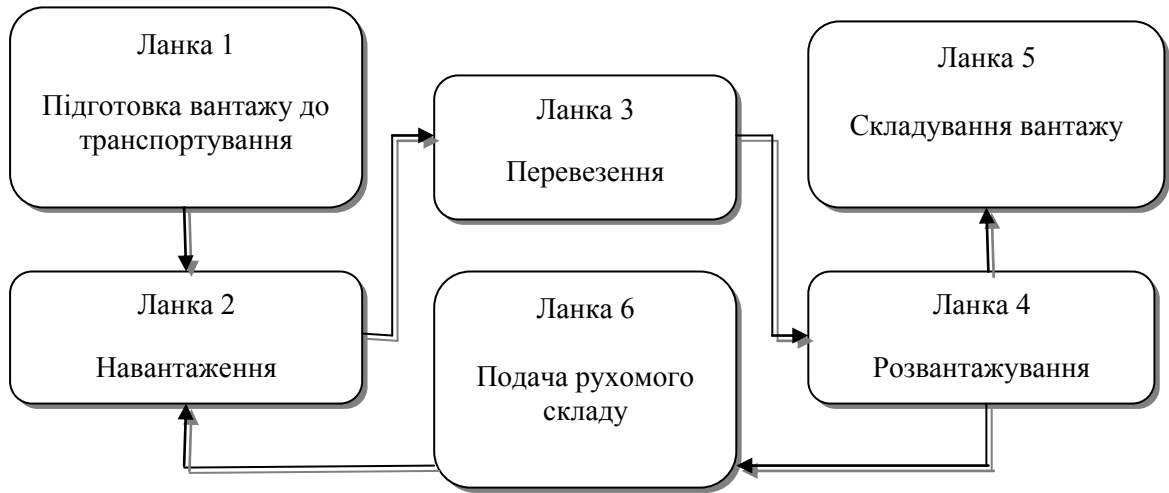 Ланка 1
Підготовка вантажу до
транспортування
Ланка 2
Навантаження
Ланка 3
Перевезення
Ланка 4
Розвантажування
Ланка 5
Складування вантажу
Ланка 6
Подача рухомого
складу